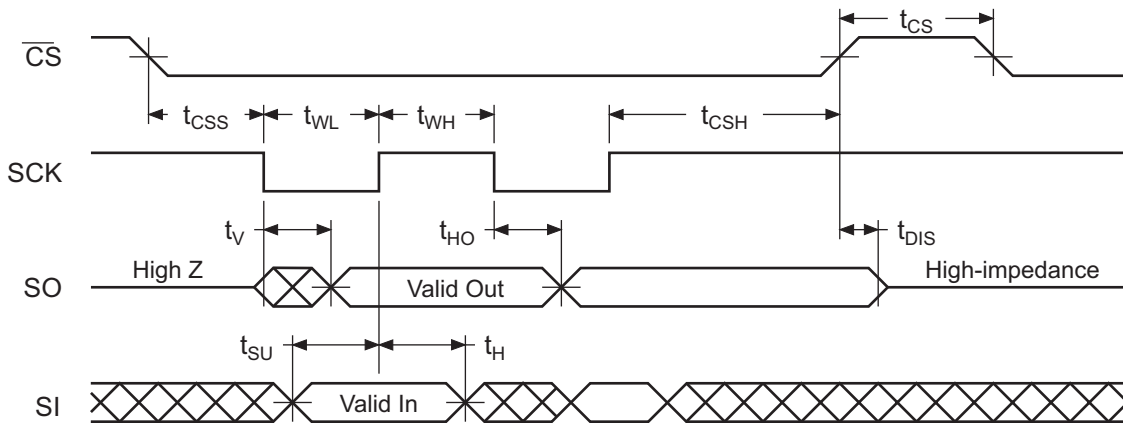 t_CS
C̅S̅
t_CSS t_WL t_WH t_CSH
SCK
t_V t_HO t_DIS
High Z Valid Out High-impedance
SO
t_SU t_H
SI Valid In